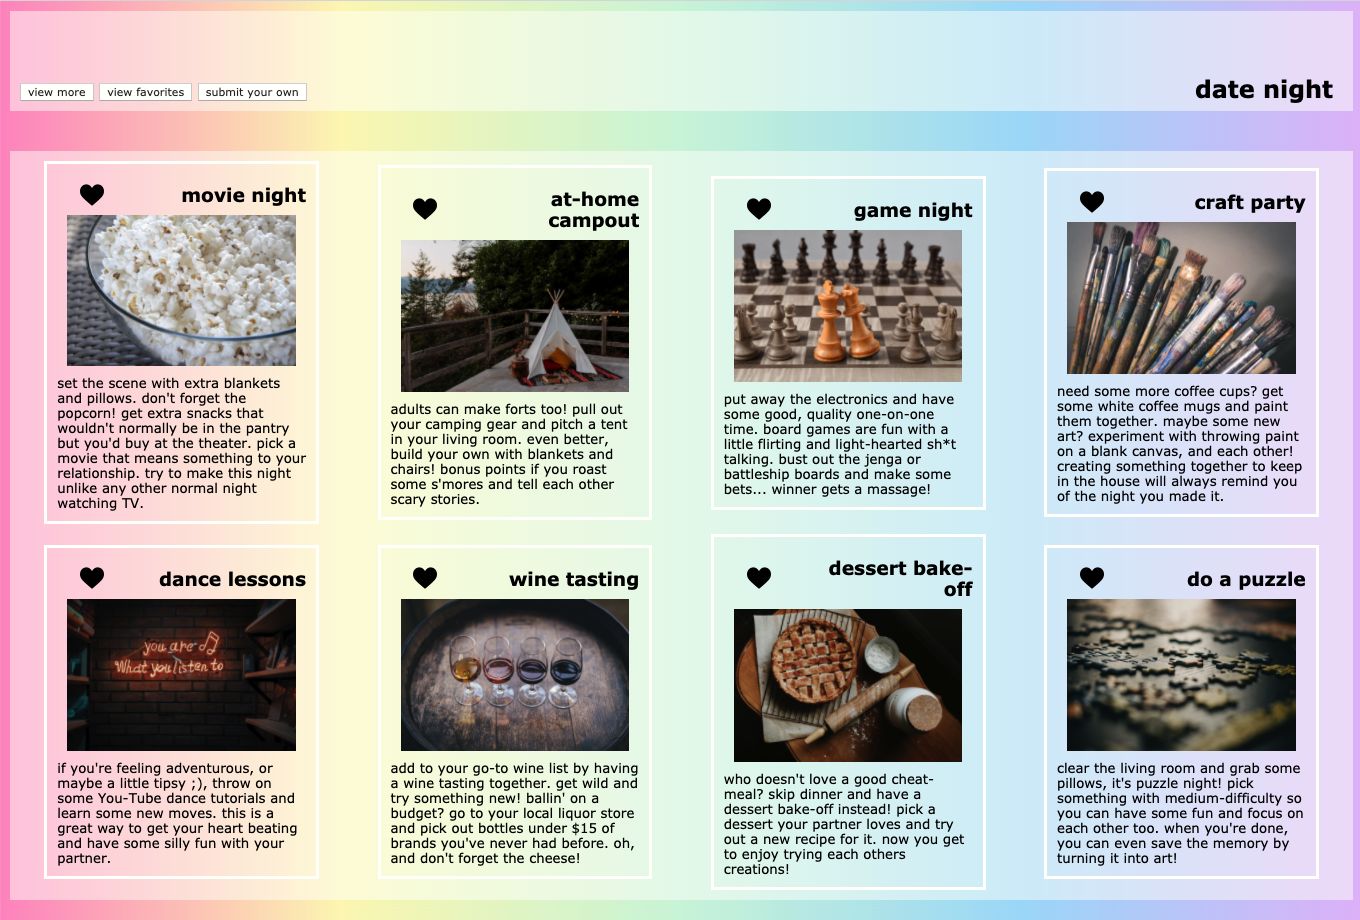 view more
view favorites
submit your own
date night
movie night
set the scene with extra blankets
and pillows. don't forget the
popcorn! get extra snacks that
wouldn't normally be in the pantry
but you'd buy at the theater. pick a
movie that means something to your
relationship. try to make this night
unlike any other normal night
watching TV.
at-home
campout
adults can make forts too! pull out
your camping gear and pitch a tent
in your living room. even better,
build your own with blankets and
chairs! bonus points if you roast
some s'mores and tell each other
scary stories.
game night
put away the electronics and have
some good, quality one-on-one
time. board games are fun with a
little flirting and light-hearted sh*t
talking. bust out the jenga or
battleship boards and make some
bets... winner gets a massage!
craft party
need some more coffee cups? get
some white coffee mugs and paint
them together. maybe some new
art? experiment with throwing paint
on a blank canvas, and each other!
creating something together to keep
in the house will always remind you
of the night you made it.
dance lessons
you are
What you listen to
if you're feeling adventurous, or
maybe a little tipsy ;), throw on
some You-Tube dance tutorials and
learn some new moves. this is a
great way to get your heart beating
and have some silly fun with your
partner.
wine tasting
add to your go-to wine list by having
a wine tasting together. get wild and
try something new! ballin' on a
budget? go to your local liquor store
and pick out bottles under $15 of
brands you've never had before. oh,
and don't forget the cheese!
dessert bake-
off
who doesn't love a good cheat-
meal? skip dinner and have a
dessert bake-off instead! pick a
dessert your partner loves and try
out a new recipe for it. now you get
to enjoy trying each others
creations!
do a puzzle
clear the living room and grab some
pillows, it's puzzle night! pick
something with medium-difficulty so
you can have some fun and focus on
each other too. when you're done,
you can even save the memory by
turning it into art!